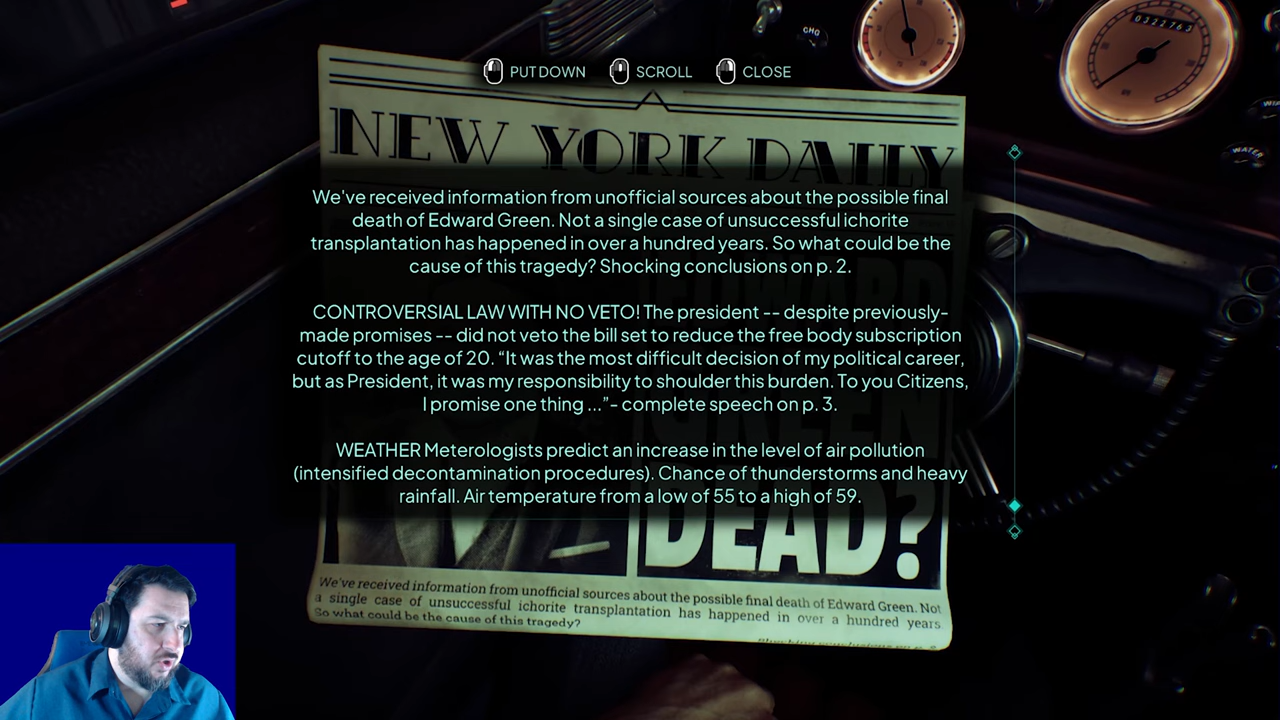 CHG
032276
PUT DOWN
SCROLL
CLOSE
NEW YORK DAILY
WATER
We've received information from unofficial sources about the possible final
death of Edward Green. Not a single case of unsuccessful ichorite
transplantation has happened in over a hundred years. So what could be the
cause of this tragedy? Shocking conclusions on p. 2.
CONTROVERSIAL LAW WITH NO VETO! The president -- despite previously-
made promises -- did not veto the bill set to reduce the free body subscription
cutoff to the age of 20. “It was the most difficult decision of my political career,
but as President, it was my responsibility to shoulder this burden. To you Citizens,
I promise one thing ...”- complete speech on p. 3.
WEATHER Meterologists predict an increase in the level of air pollution
(intensified decontamination procedures). Chance of thunderstorms and heavy
rainfall. Air temperature from a low of 55 to a high of 59.
EDWARD
GREEN
DEAD?
We've received information from unofficial sources about the possible final death of Edward Green. Not
a single case of unsuccessful ichorite transplantation has happened in over a hundred years.
So what could be the cause of this tragedy?